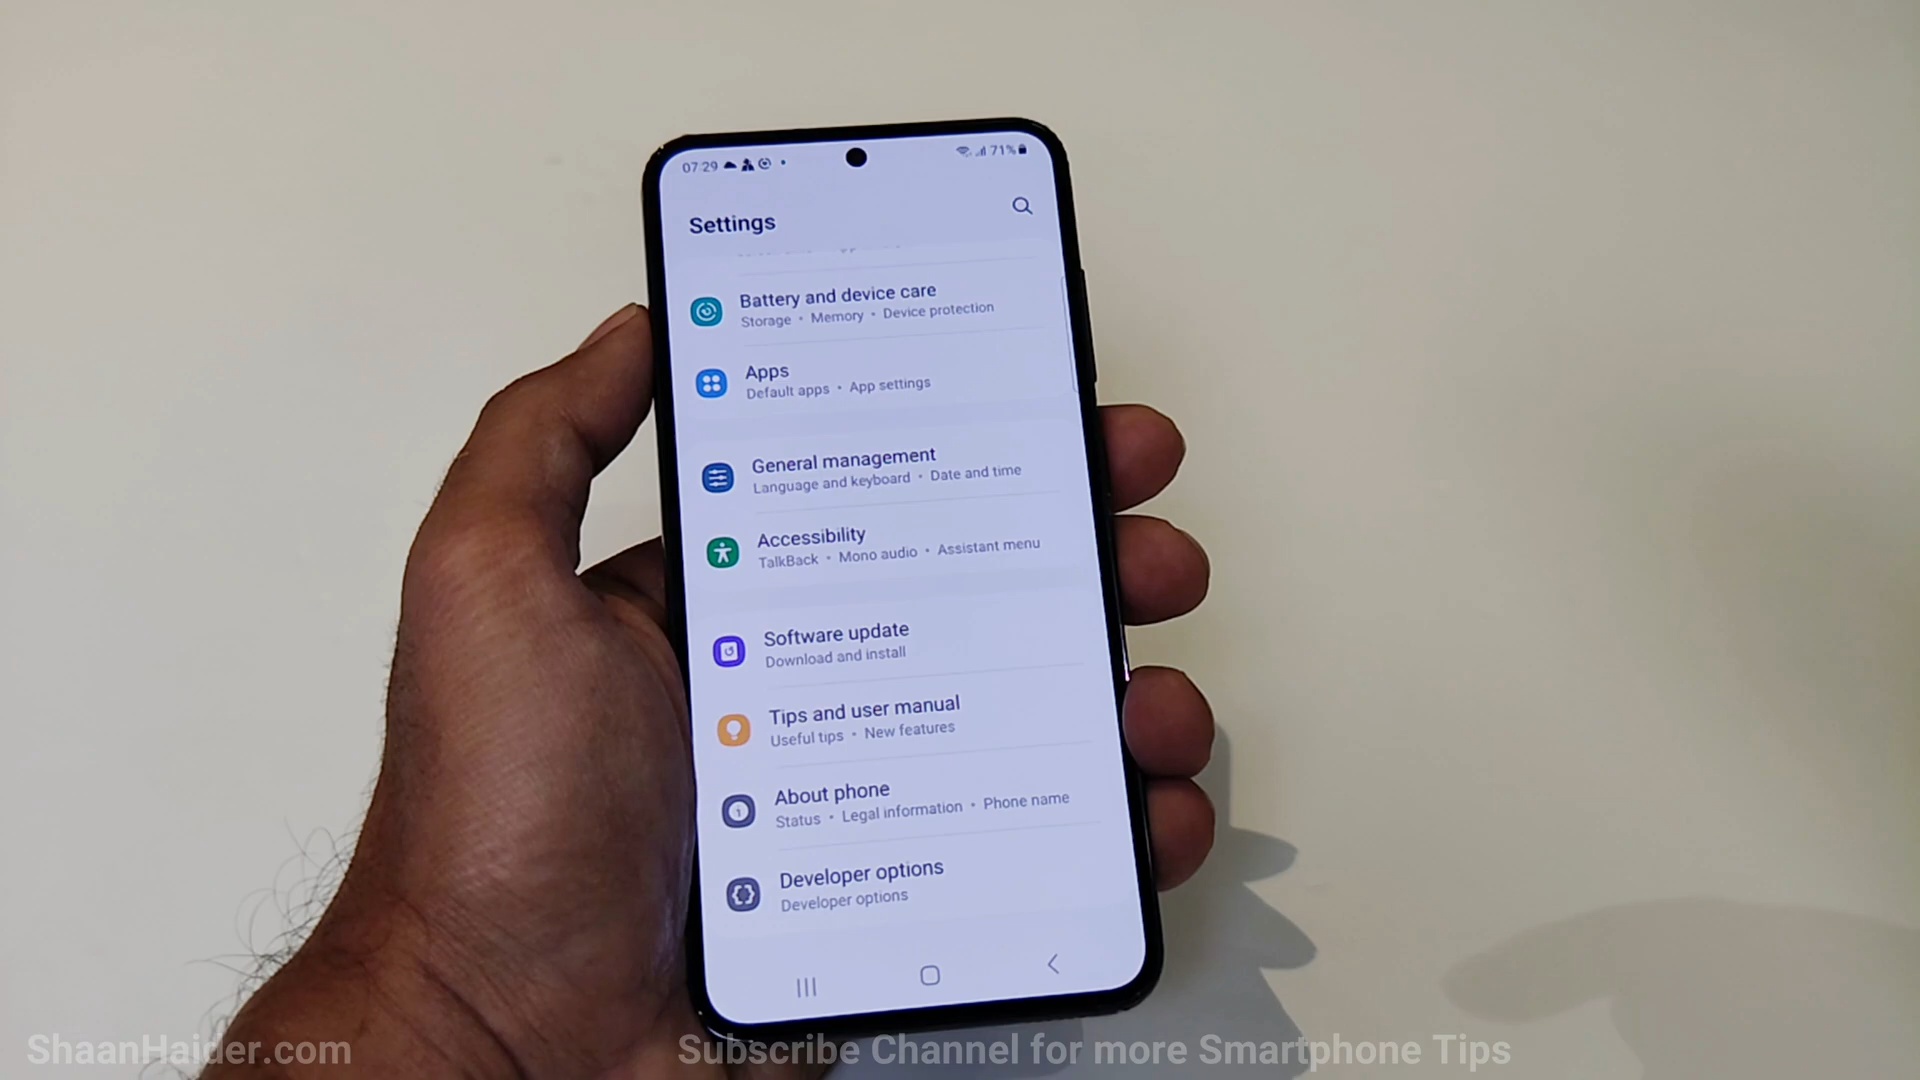 07:29
71%
Settings
Battery and device care
Storage • Memory • Device protection
Apps
Default apps • App settings
General management
Language and keyboard • Date and time
Accessibility
TalkBack • Mono audio • Assistant menu
Software update
Download and install
Tips and user manual
Useful tips • New features
About phone
Status • Legal information • Phone name
Developer options
Developer options
ShaanHaider.com
Subscribe Channel for more Smartphone Tips